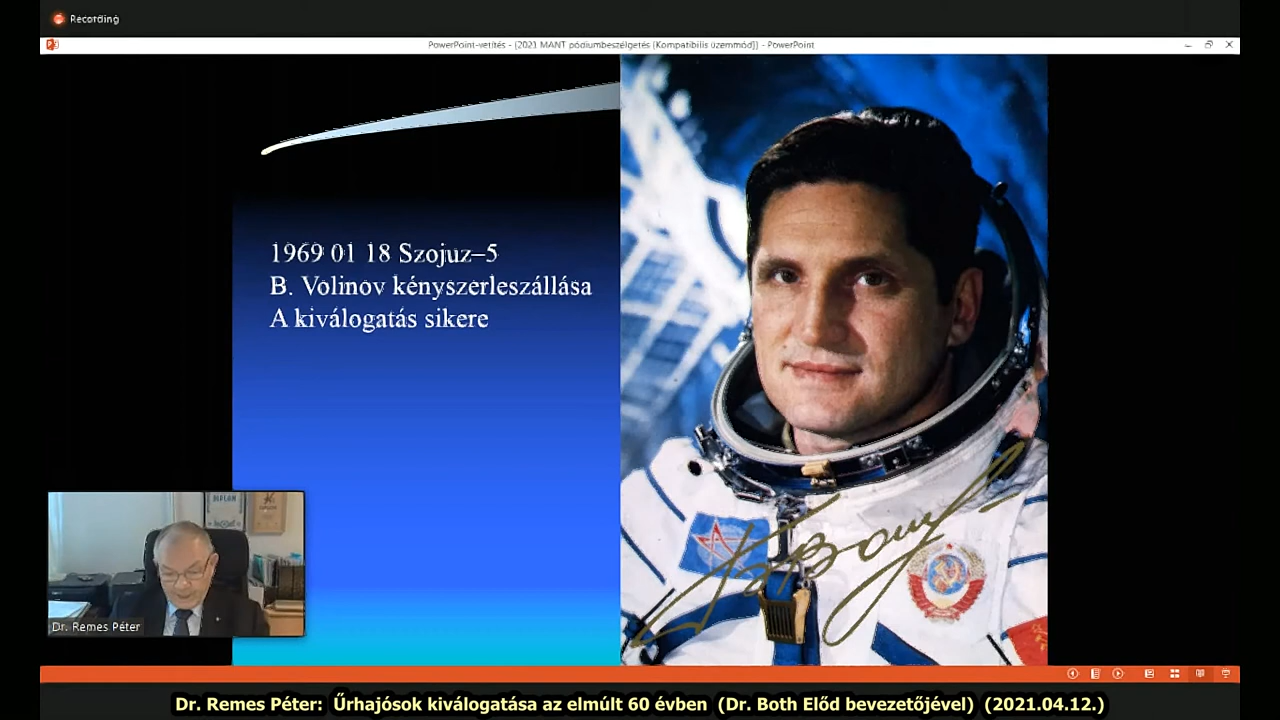 Recording
PowerPoint-vetítés - (2021 MANT pódiumbeszélgetés (Kompatibilis üzemmód)) - PowerPoint
1969 01 18 Szojuz–5
B. Volinov kényszerleszállása
A kiválogatás sikere
Dr. Remes Péter
Dr. Remes Péter: Űrhajósok kiválogatása az elmúlt 60 évben (Dr. Both Előd bevezetőjével) (2021.04.12.)